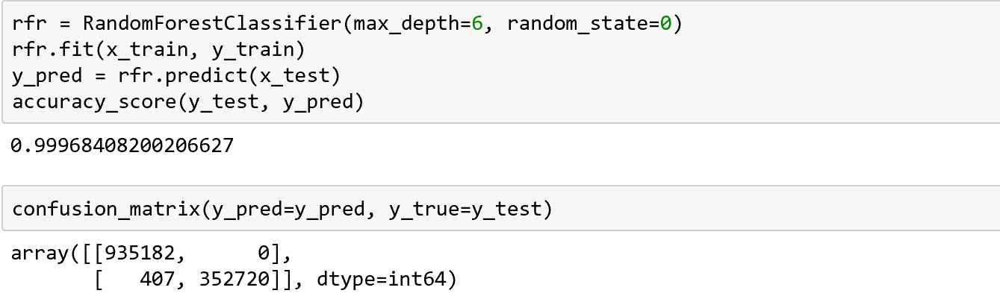 rfr = RandomForestClassifier(max_depth=6, random_state=0)
rfr.fit(x_train, y_train)
y_pred = rfr.predict(x_test)
accuracy_score(y_test, y_pred)
0.99968408200206627
confusion_matrix(y_pred=y_pred, y_true=y_test)
array([[935182,      0],
       [   407, 352720]], dtype=int64)